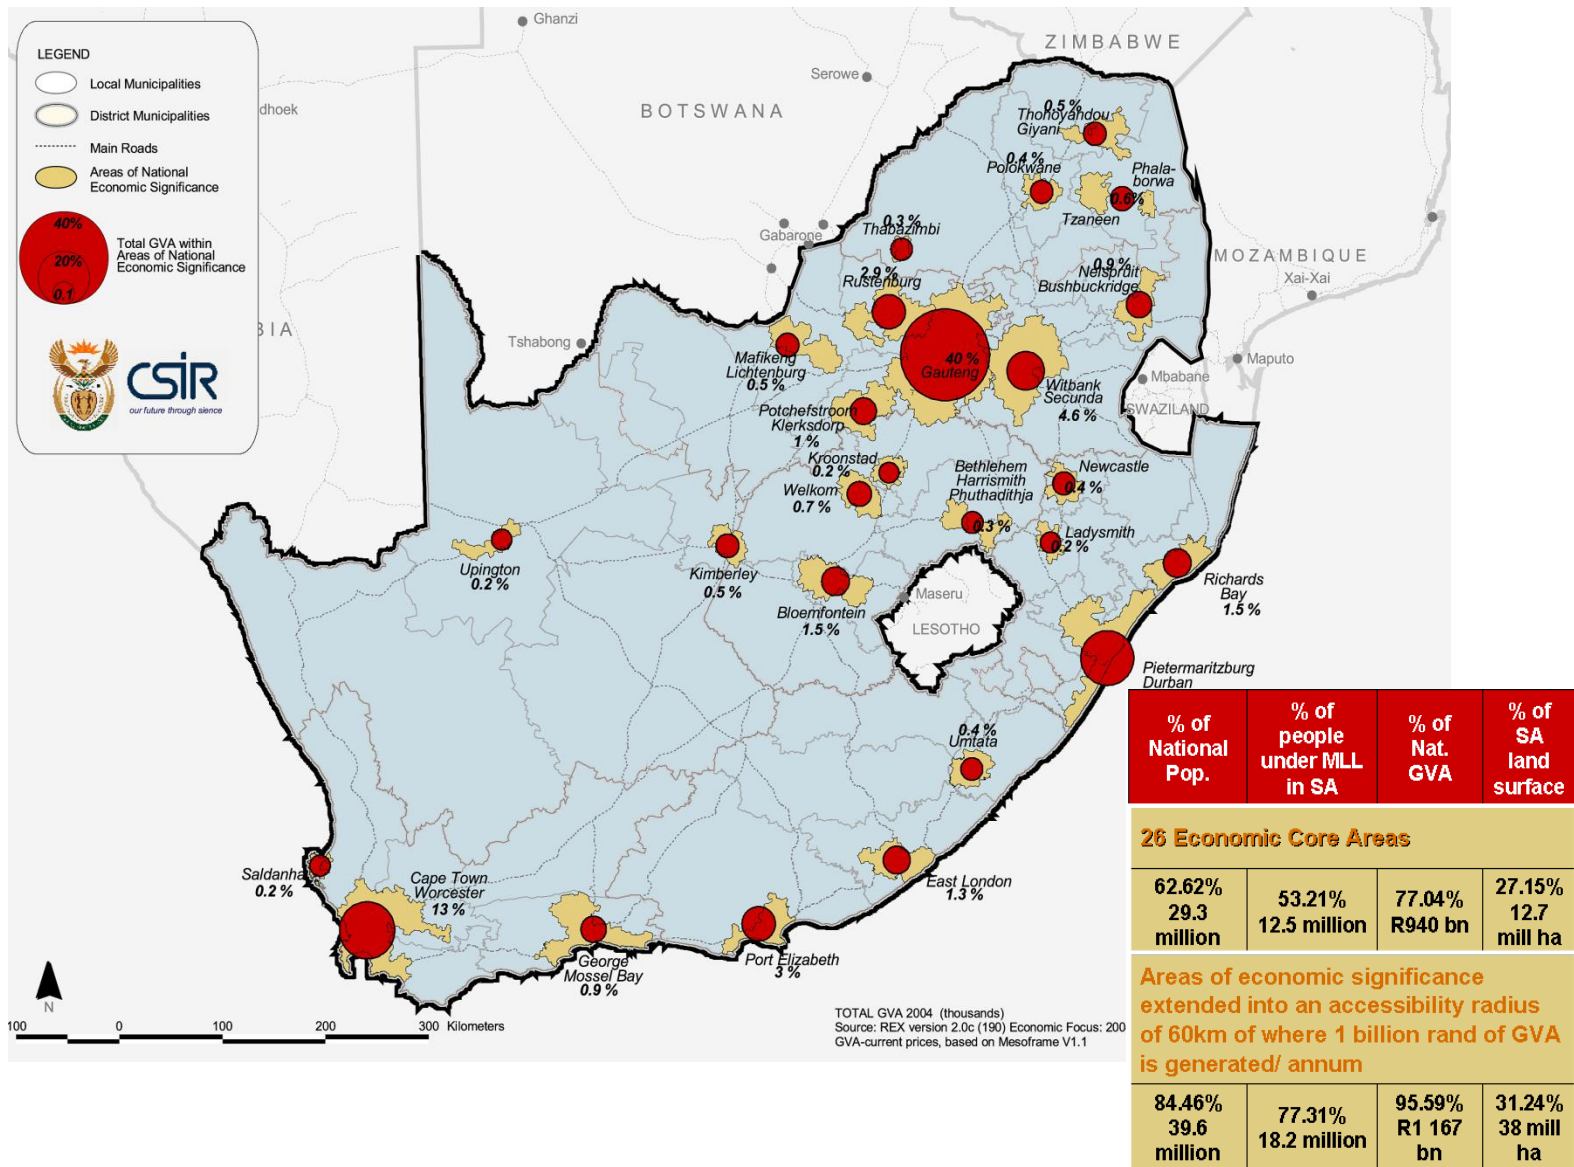 LEGEND
Local Municipalities
District Municipalities
Main Roads
Areas of National
Economic Significance
40%
20%
0.1
Total GVA within
Areas of National
Economic Significance
CSIR
our future through sience
Ghanzi
ZIMBABWE
Serowe
BOTSWANA
dhoek
0.5 %
Thohoyandou
Giyani
0.4 %
Polokwane
Phala-
borwa
0.6%
Tzaneen
0.3 %
Thabazimbi
Gabarone
MOZAMBIQUE
Xai-Xai
0.9 %
Nelspruit
Bushbuckridge
2.9 %
Rustenburg
BIA
Tshabong
Mafikeng
Lichtenburg
0.5 %
40 %
Gauteng
Witbank
Secunda
4.6 %
Maputo
Mbabane
SWAZILAND
Potchefstroom
Klerksdorp
1 %
Kroonstad
0.2 %
Welkom
0.7 %
Bethlehem
Harrismith
Phuthadithja
0.3 %
Newcastle
0.4 %
Ladysmith
0.2 %
Upington
0.2 %
Kimberley
0.5 %
Bloemfontein
1.5 %
Maseru
LESOTHO
Richards
Bay
1.5 %
Pietermaritzburg
Durban
0.4 %
Umtata
Saldanha
0.2 %
Cape Town
Worcester
13 %
George
Mossel Bay
0.9 %
Port Elizabeth
3 %
East London
1.3 %
N
100 0 100 200 300 Kilometers
TOTAL GVA 2004 (thousands)
Source: REX version 2.0c (190) Economic Focus: 200
GVA-current prices, based on Mesoframe V1.1
% of National Pop.
% of people under MLL in SA
% of Nat. GVA
% of SA land surface
26 Economic Core Areas
62.62% 29.3 million
53.21% 12.5 million
77.04% R940 bn
27.15% 12.7 mill ha
Areas of economic significance
extended into an accessibility radius
of 60km of where 1 billion rand of GVA
is generated/ annum
84.46% 39.6 million
77.31% 18.2 million
95.59% R1 167 bn
31.24% 38 mill ha